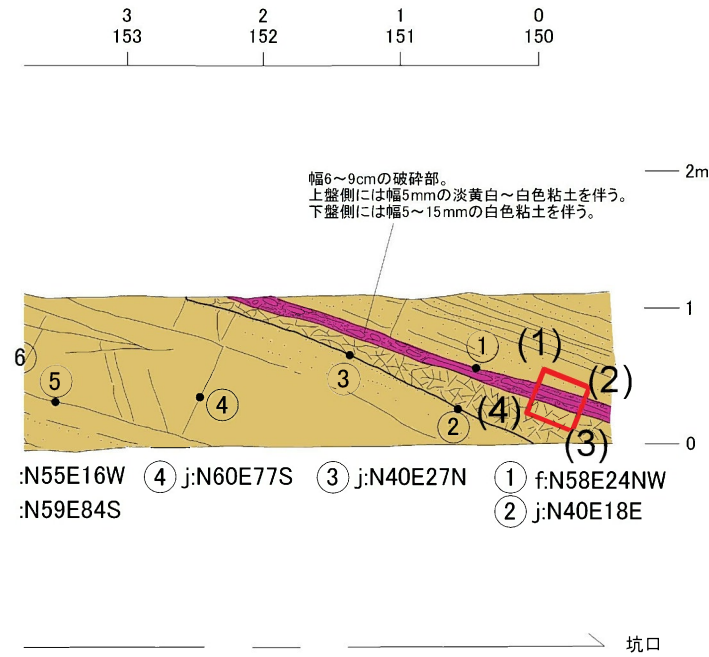 3 2 1 0
153 152 151 150
2m
幅6～9cmの破砕部。
上盤側には幅5mmの淡黄白～白色粘土を伴う。
下盤側には幅5～15mmの白色粘土を伴う。
1
6
5
4
3
2
1
(1)
(2)
(4)
(3)
0
:N55E16W ④ j:N60E77S ③ j:N40E27N ① f:N58E24NW
:N59E84S ② j:N40E18E
坑口